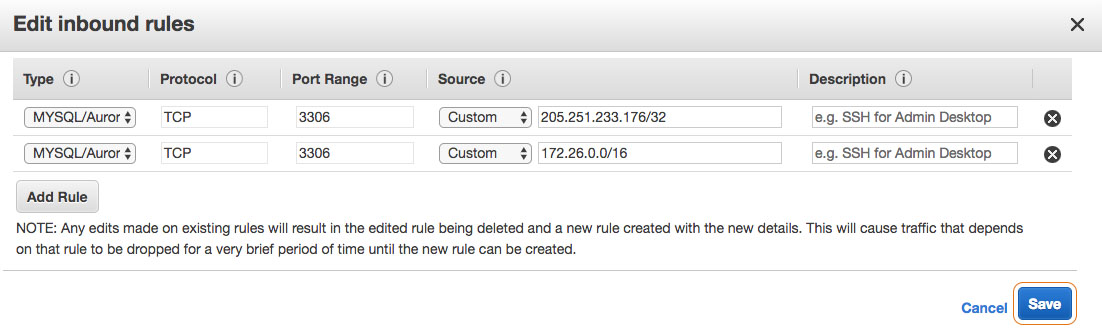 Edit inbound rules
Type Protocol Port Range Source Description
MYSQL/Auror TCP 3306 Custom 205.251.233.176/32 e.g. SSH for Admin Desktop
MYSQL/Auror TCP 3306 Custom 172.26.0.0/16 e.g. SSH for Admin Desktop
Add Rule
NOTE: Any edits made on existing rules will result in the edited rule being deleted and a new rule created with the new details. This will cause traffic that depends
on that rule to be dropped for a very brief period of time until the new rule can be created.
Cancel Save